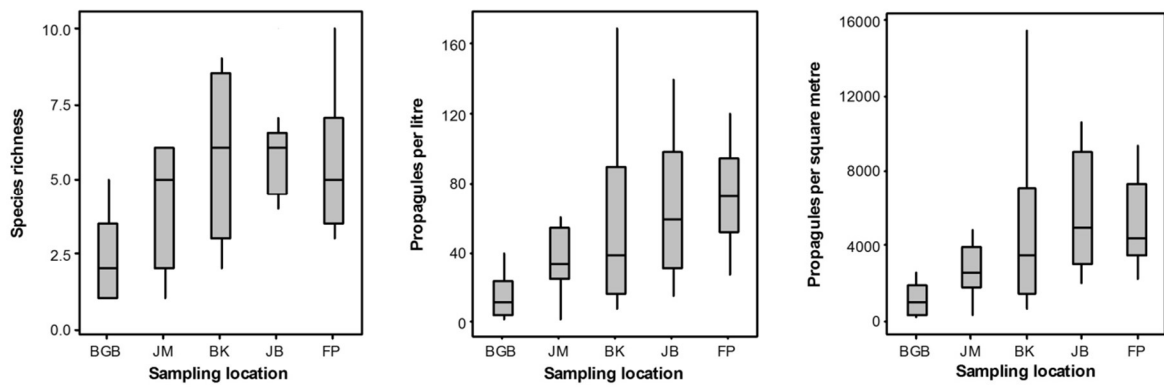 Species richness
10.0
7.5
5.0
2.5
0.0
BGB JM BK JB FP
Sampling location
Propagules per litre
160
120
80
40
0
BGB JM BK JB FP
Sampling location
Propagules per square metre
16000
12000
8000
4000
0
BGB JM BK JB FP
Sampling location